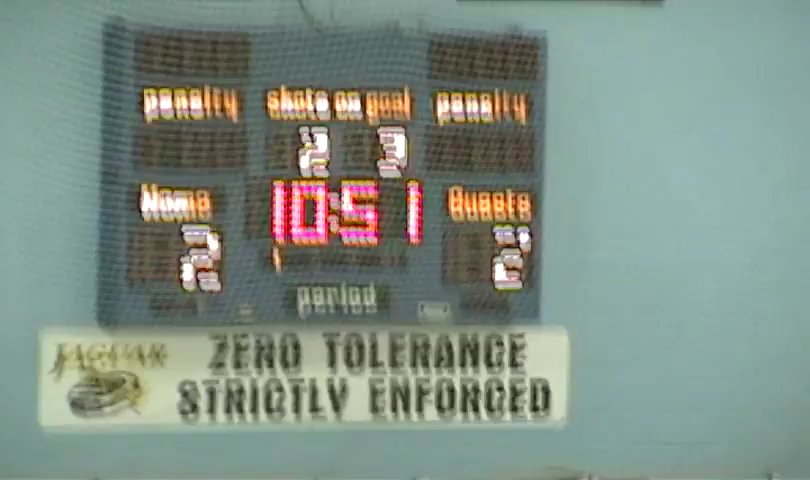 penalty shots on goal penalty
2 3
Home 10:51 Guests
2 2
period
JAGUAR ZERO TOLERANCE
STRICTLY ENFORCED